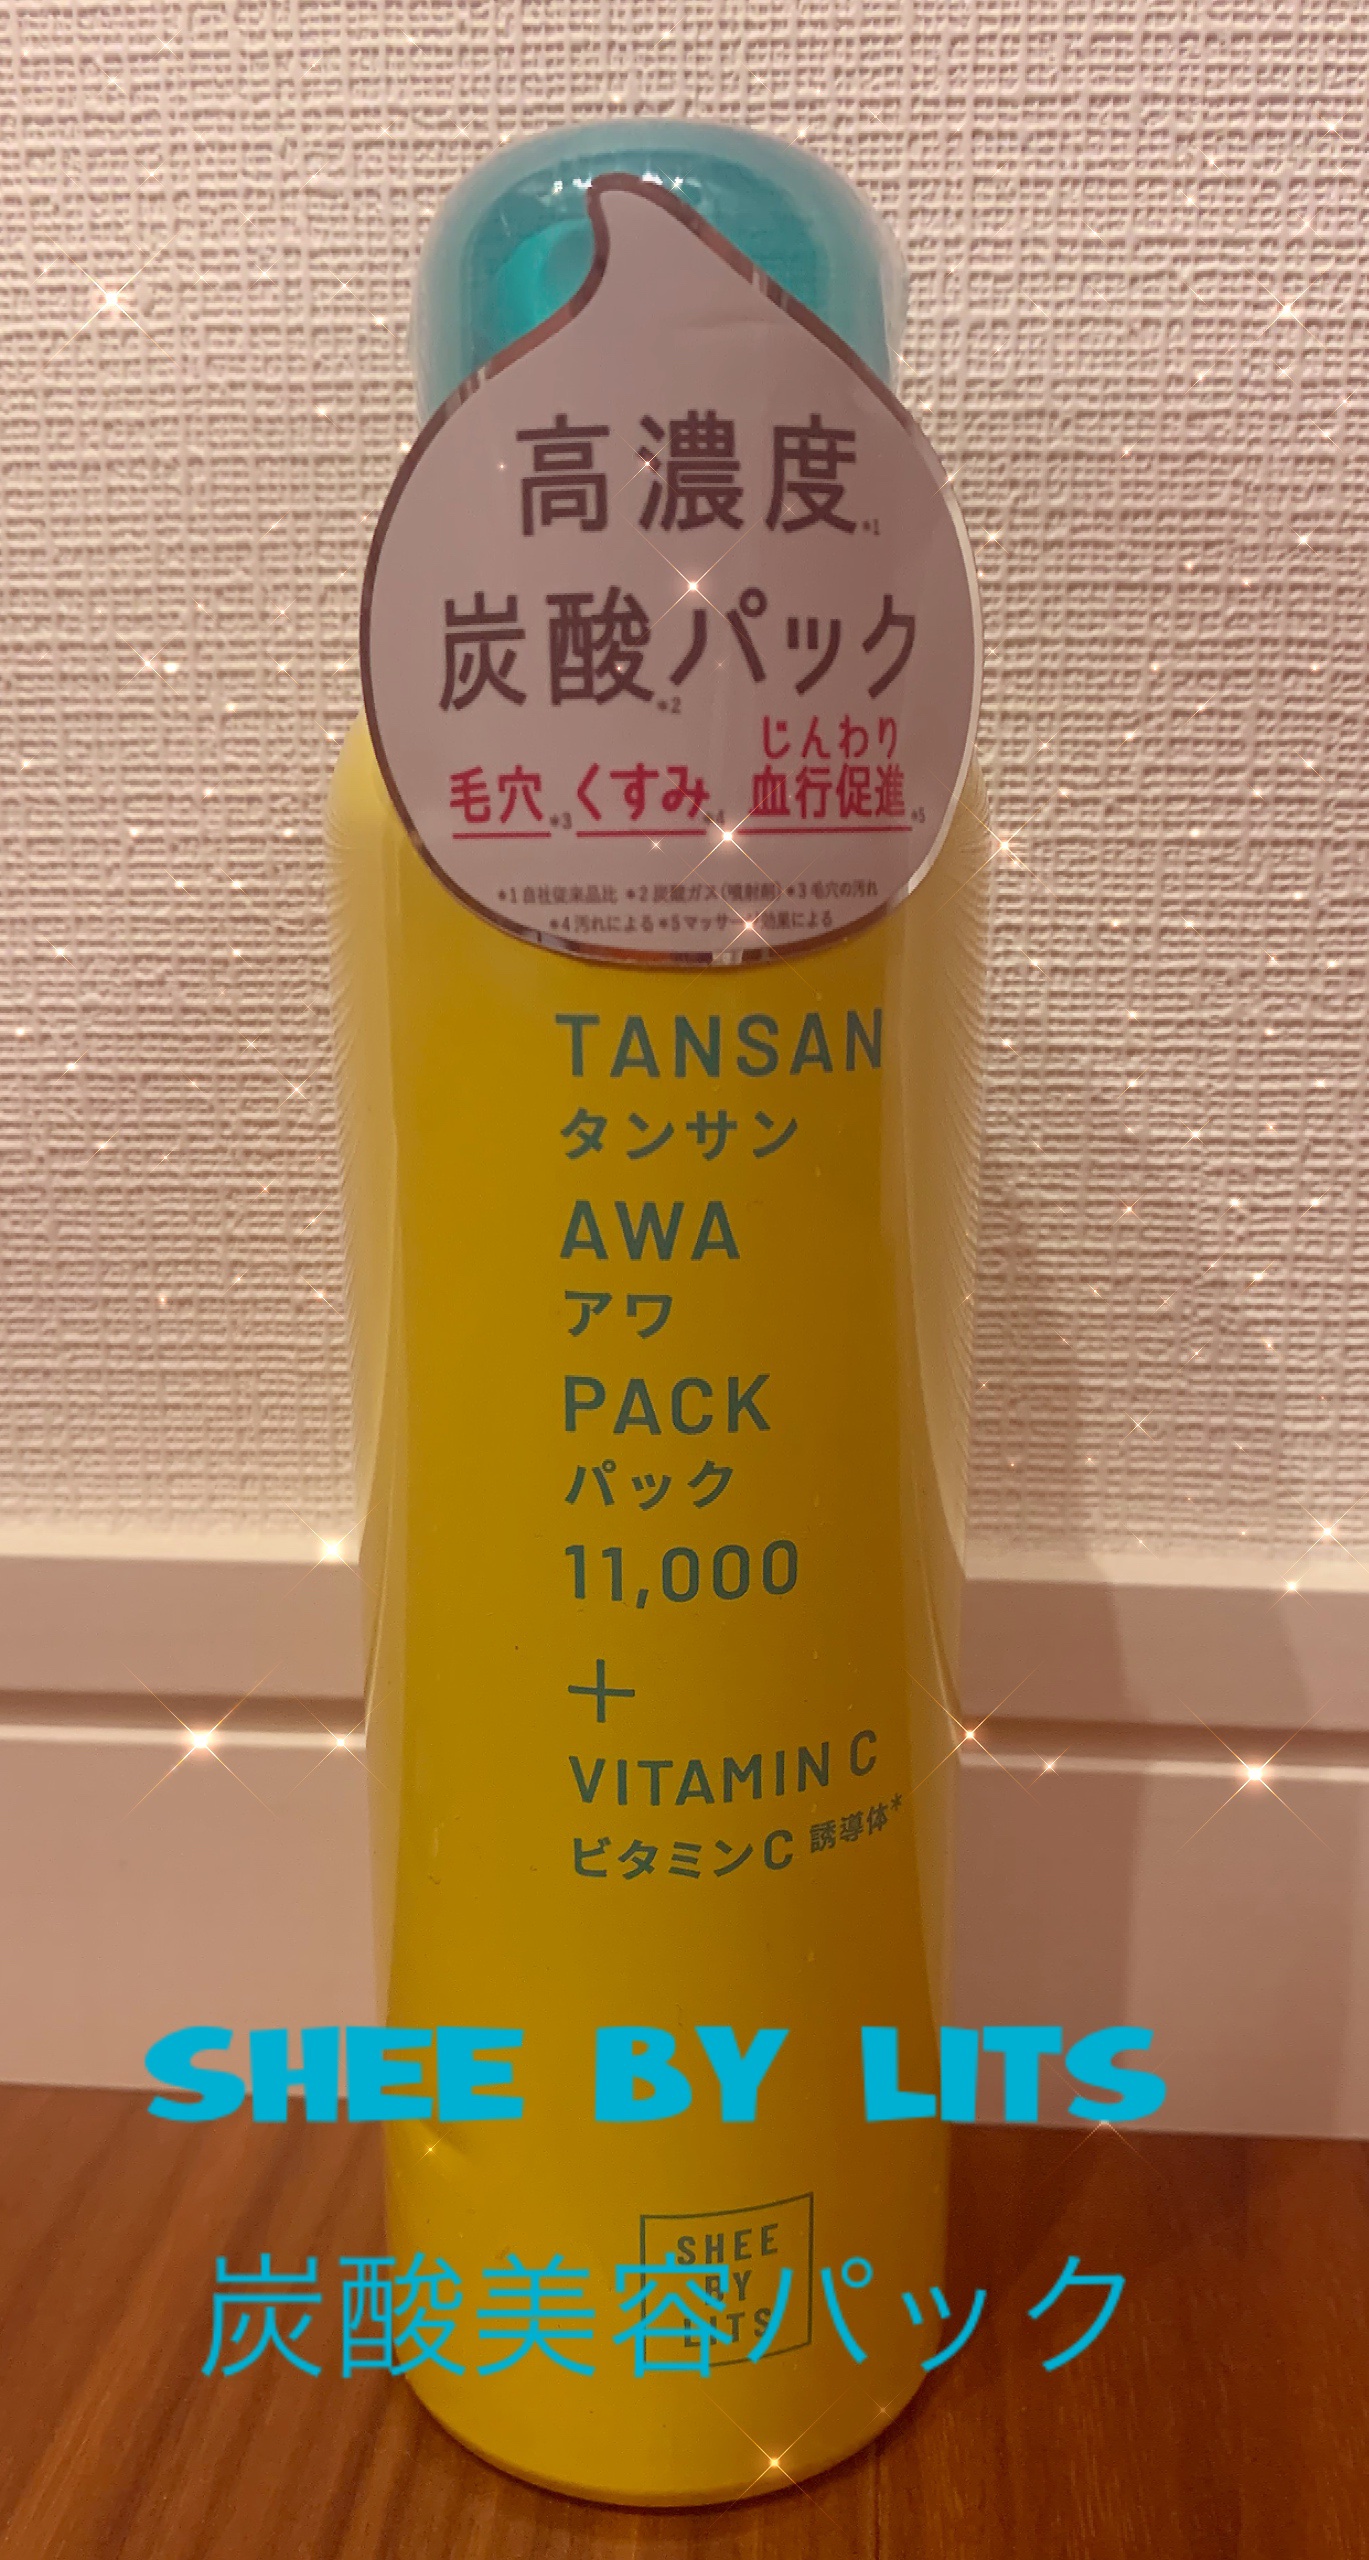 高濃度*1
炭酸パック*2
じんわり
毛穴*3 くすみ*4 血行促進*5
*1 自社従来品比 *2 炭酸ガス(噴射剤) *3 毛穴の汚れ
*4 汚れによる *5 マッサージ効果による
TANSAN
タンサン
AWA
アワ
PACK
パック
11,000
+
VITAMIN C
ビタミンC 誘導体*
SHEE BY LITS
SHEE
BY
LITS
炭酸美容パック